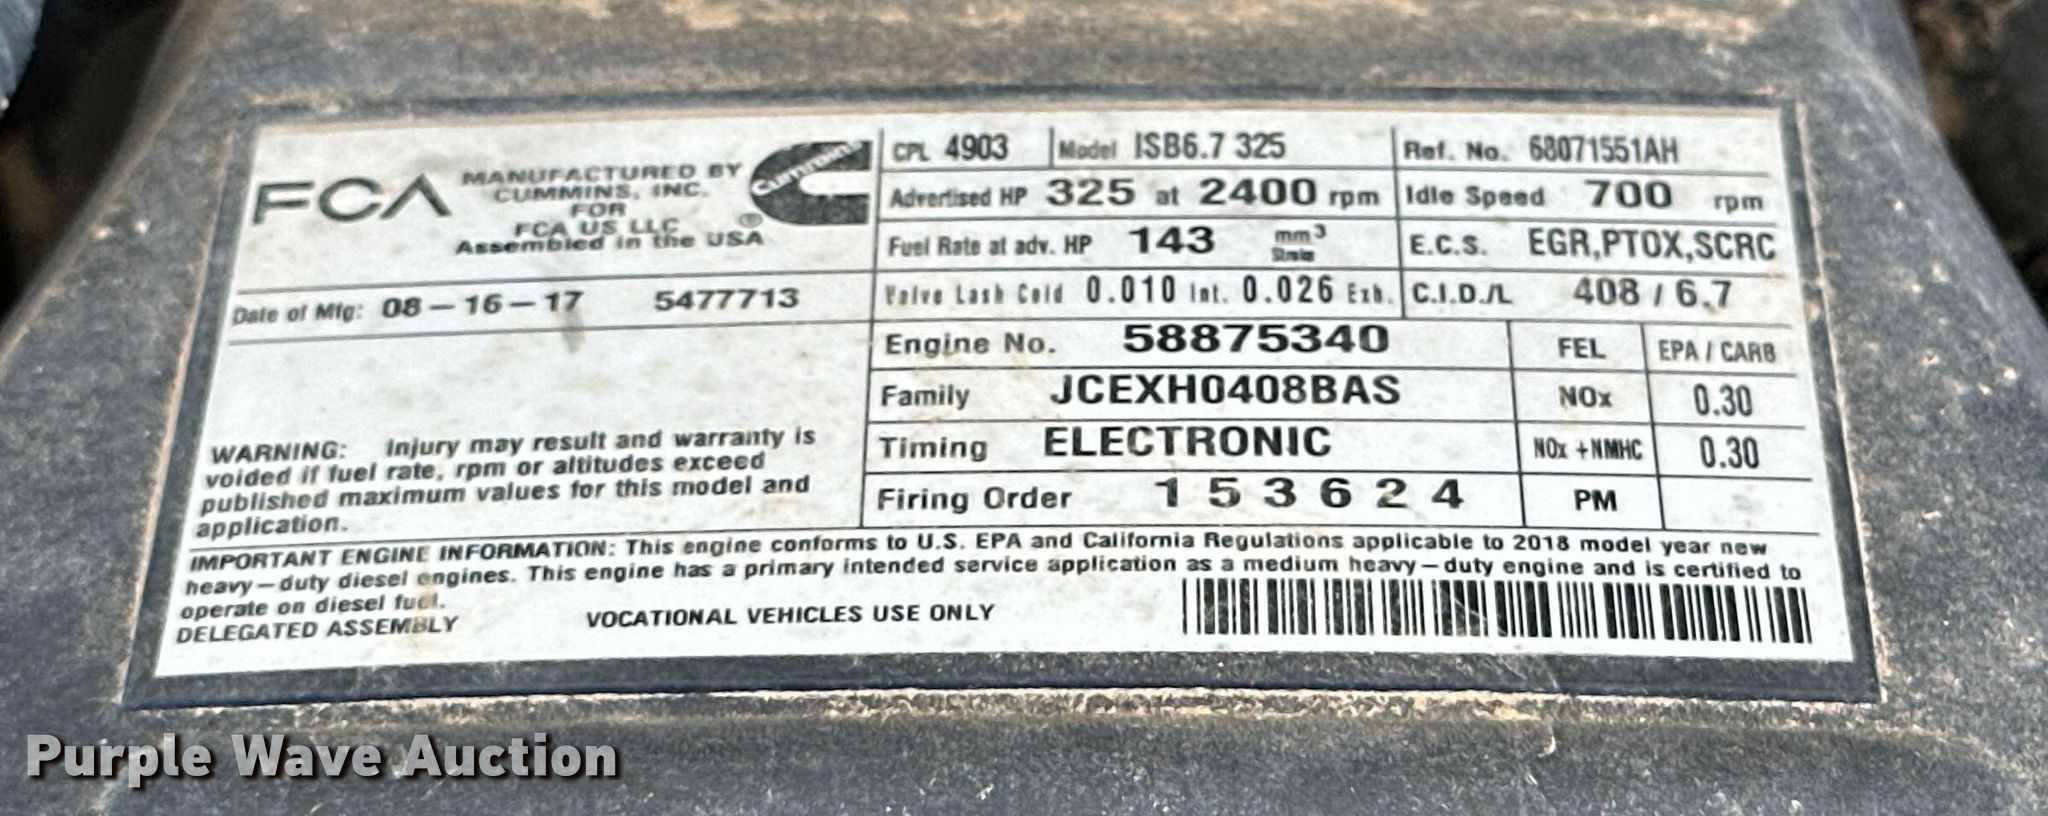 FCA
MANUFACTURED BY
CUMMINS, INC.
FOR
FCA US LLC
Assembled in the USA
Cummins ®
CPL 4903 Model ISB6.7 325 Ref. No. 68071551AH
Advertised HP 325 at 2400 rpm Idle Speed 700 rpm
Fuel Rate at adv. HP 143 mm³ E.C.S. EGR,PTOX,SCRC
Date of Mfg: 08-16-17 5477713
Valve Lash Cold 0.010 Int. 0.026 Exh. C.I.D./L 408 / 6.7
Engine No. 58875340 FEL EPA / CARB
Family JCEXH0408BAS NOx 0.30
Timing ELECTRONIC NOx +NMHC 0.30
Firing Order 1 5 3 6 2 4 PM
WARNING: Injury may result and warranty is
voided if fuel rate, rpm or altitudes exceed
published maximum values for this model and
application.
IMPORTANT ENGINE INFORMATION: This engine conforms to U.S. EPA and California Regulations applicable to 2018 model year new
heavy-duty diesel engines. This engine has a primary intended service application as a medium heavy-duty engine and is certified to
operate on diesel fuel.
DELEGATED ASSEMBLY VOCATIONAL VEHICLES USE ONLY
Purple Wave Auction